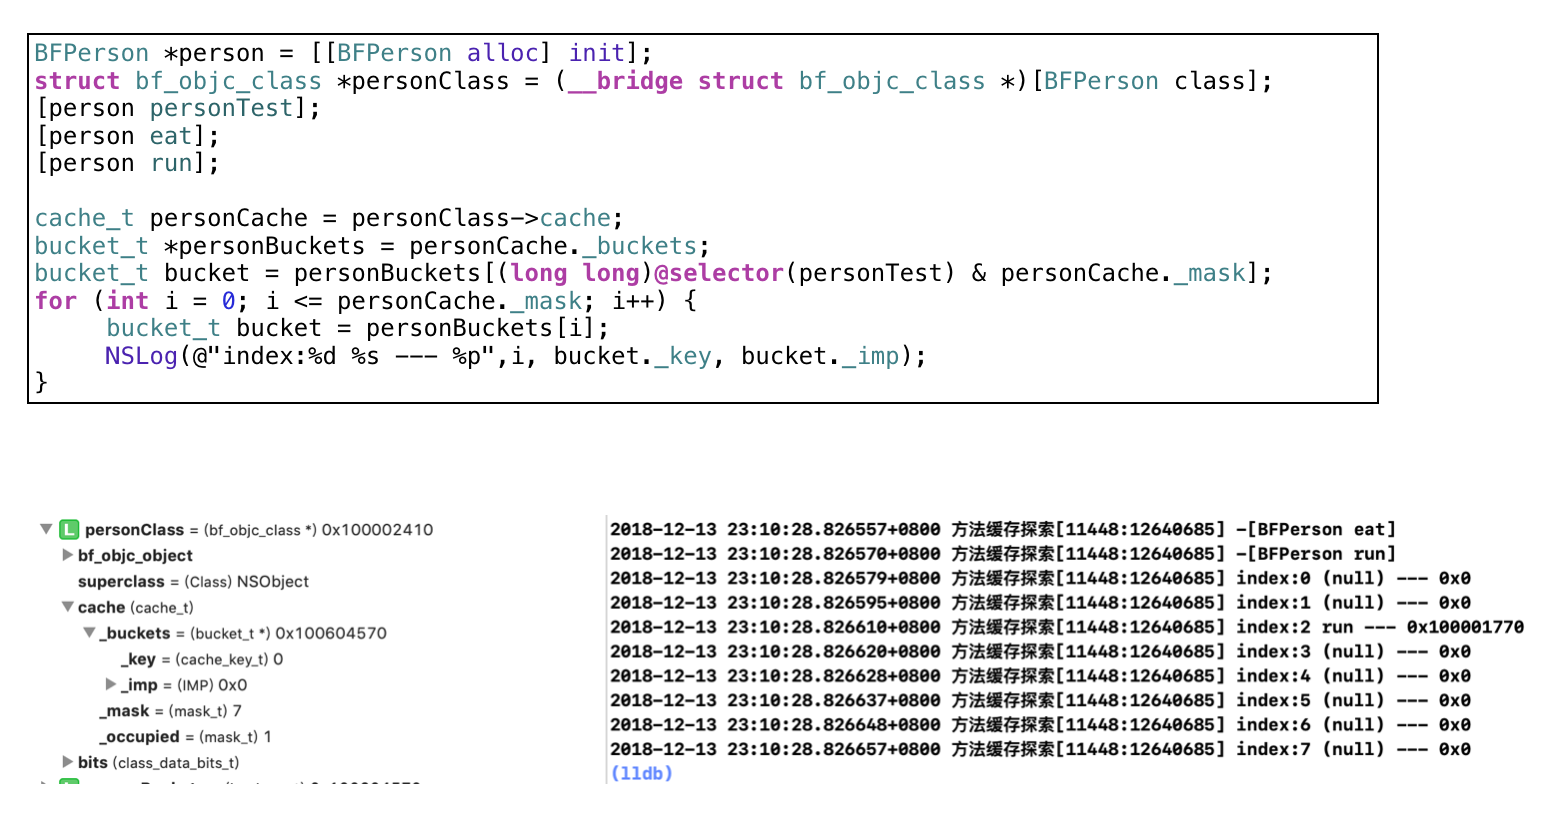 BFPerson *person = [[BFPerson alloc] init];
struct bf_objc_class *personClass = (__bridge struct bf_objc_class *)[BFPerson class];
[person personTest];
[person eat];
[person run];
cache_t personCache = personClass->cache;
bucket_t *personBuckets = personCache._buckets;
bucket_t bucket = personBuckets[(long long)@selector(personTest) & personCache._mask];
for (int i = 0; i <= personCache._mask; i++) {
bucket_t bucket = personBuckets[i];
NSLog(@"index:%d %s --- %p",i, bucket._key, bucket._imp);
}
L personClass = (bf_objc_class *) 0x100002410
bf_objc_object
superclass = (Class) NSObject
cache (cache_t)
_buckets = (bucket_t *) 0x100604570
_key = (cache_key_t) 0
_imp = (IMP) 0x0
_mask = (mask_t) 7
_occupied = (mask_t) 1
bits (class_data_bits_t)
2018-12-13 23:10:28.826557+0800 方法缓存探索[11448:12640685] -[BFPerson eat]
2018-12-13 23:10:28.826570+0800 方法缓存探索[11448:12640685] -[BFPerson run]
2018-12-13 23:10:28.826579+0800 方法缓存探索[11448:12640685] index:0 (null) --- 0x0
2018-12-13 23:10:28.826595+0800 方法缓存探索[11448:12640685] index:1 (null) --- 0x0
2018-12-13 23:10:28.826610+0800 方法缓存探索[11448:12640685] index:2 run --- 0x100001770
2018-12-13 23:10:28.826620+0800 方法缓存探索[11448:12640685] index:3 (null) --- 0x0
2018-12-13 23:10:28.826628+0800 方法缓存探索[11448:12640685] index:4 (null) --- 0x0
2018-12-13 23:10:28.826637+0800 方法缓存探索[11448:12640685] index:5 (null) --- 0x0
2018-12-13 23:10:28.826648+0800 方法缓存探索[11448:12640685] index:6 (null) --- 0x0
2018-12-13 23:10:28.826657+0800 方法缓存探索[11448:12640685] index:7 (null) --- 0x0
(lldb)